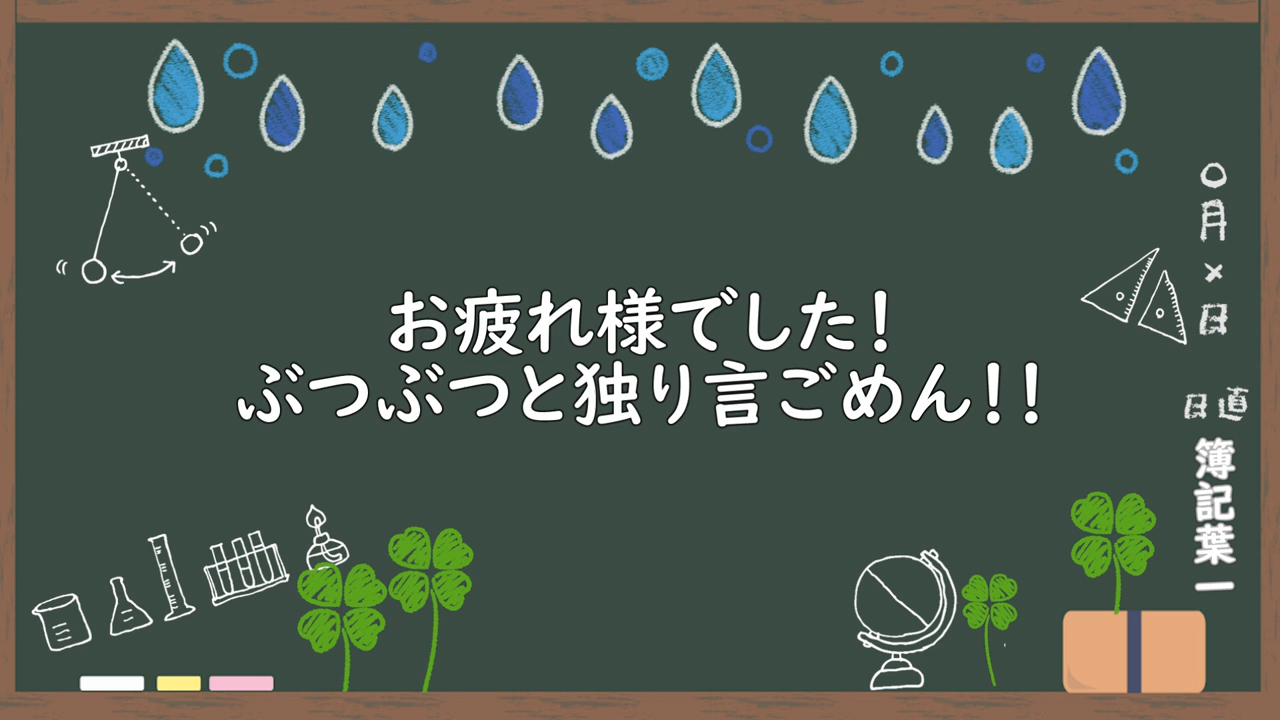 お疲れ様でした！
ぶつぶつと独り言ごめん！！
〇月×日
日直
簿記葉一